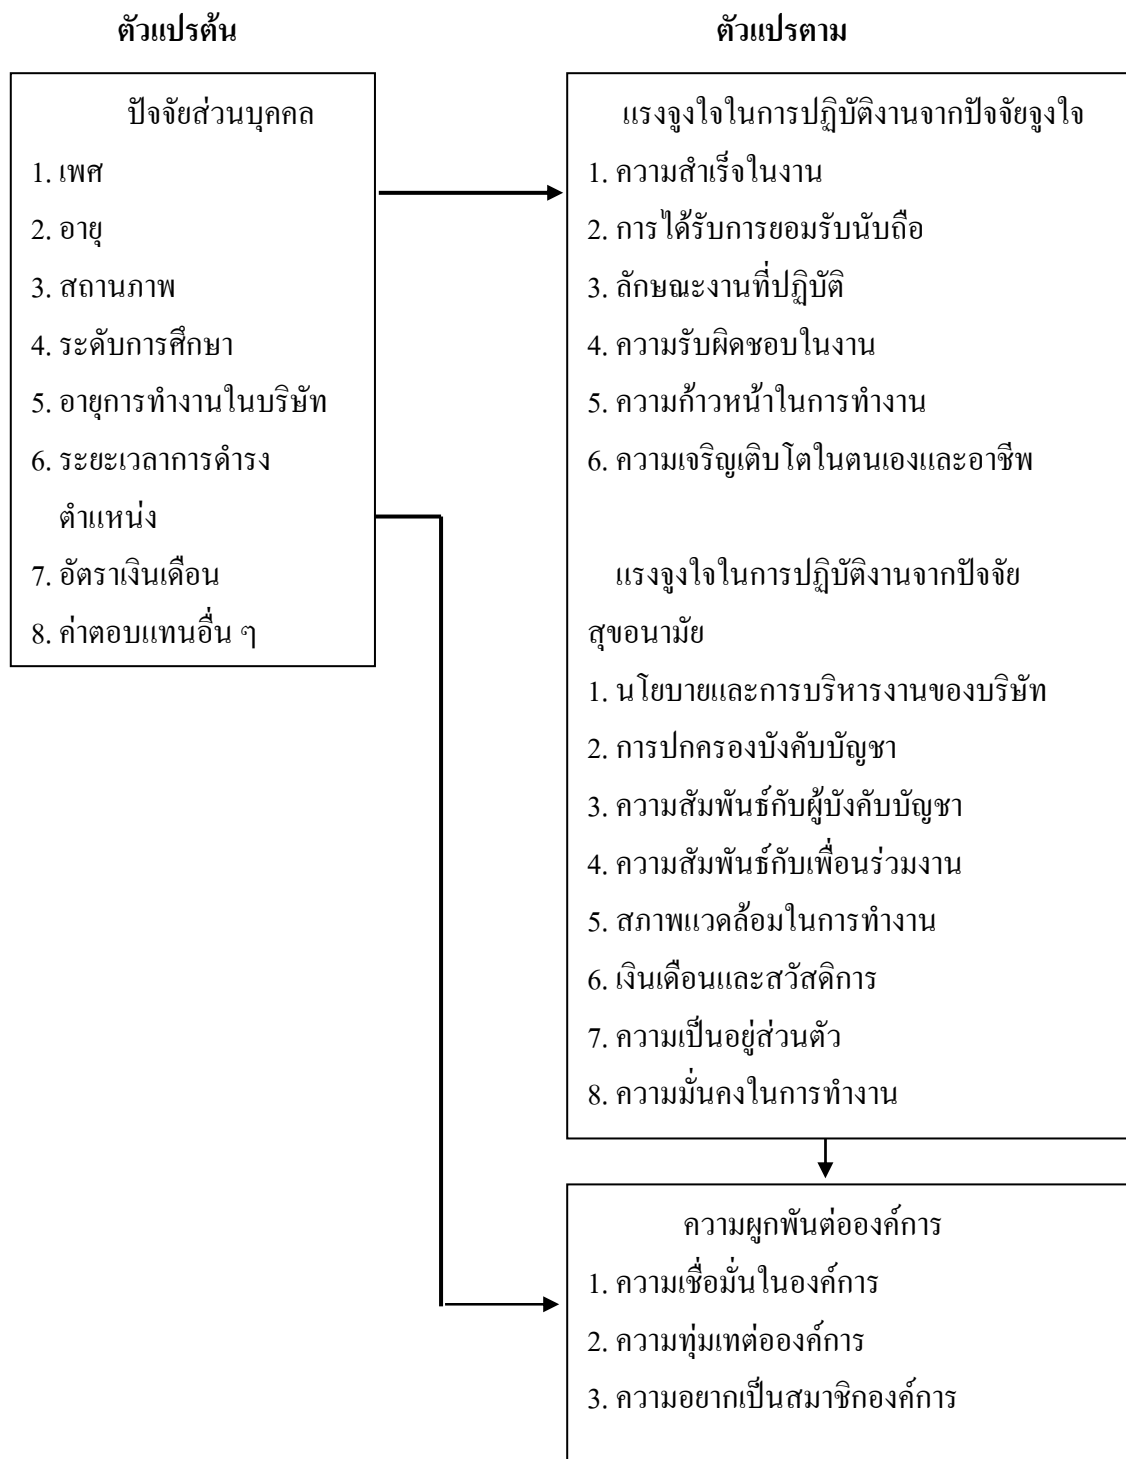 ตัวแปรต้น
ตัวแปรตาม
ปัจจัยส่วนบุคคล
1. เพศ
2. อายุ
3. สถานภาพ
4. ระดับการศึกษา
5. อายุการทำงานในบริษัท
6. ระยะเวลาการดำรง
ตำแหน่ง
7. อัตราเงินเดือน
8. ค่าตอบแทนอื่น ๆ
แรงจูงใจในการปฏิบัติงานจากปัจจัยจูงใจ
1. ความสำเร็จในงาน
2. การได้รับการยอมรับนับถือ
3. ลักษณะงานที่ปฏิบัติ
4. ความรับผิดชอบในงาน
5. ความก้าวหน้าในการทำงาน
6. ความเจริญเติบโตในตนเองและอาชีพ
แรงจูงใจในการปฏิบัติงานจากปัจจัย
สุขอนามัย
1. นโยบายและการบริหารงานของบริษัท
2. การปกครองบังคับบัญชา
3. ความสัมพันธ์กับผู้บังคับบัญชา
4. ความสัมพันธ์กับเพื่อนร่วมงาน
5. สภาพแวดล้อมในการทำงาน
6. เงินเดือนและสวัสดิการ
7. ความเป็นอยู่ส่วนตัว
8. ความมั่นคงในการทำงาน
ความผูกพันต่อองค์การ
1. ความเชื่อมั่นในองค์การ
2. ความทุ่มเทต่อองค์การ
3. ความอยากเป็นสมาชิกองค์การ